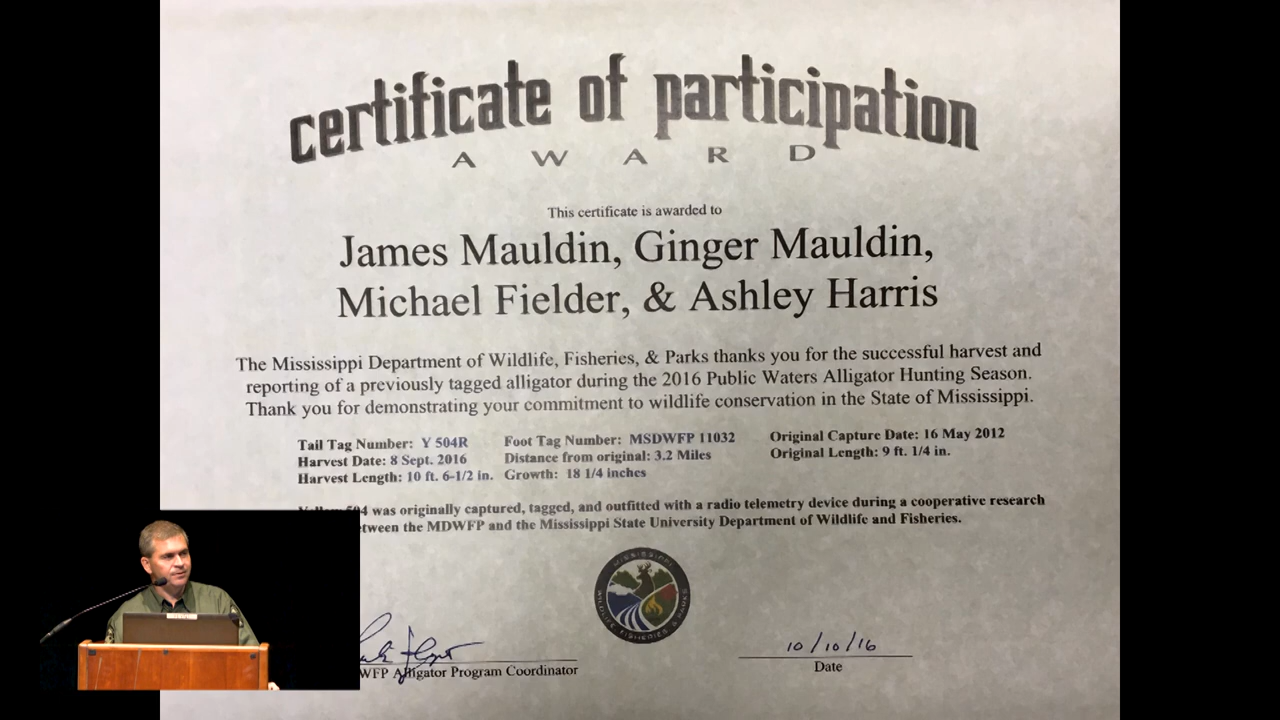 certificate of participation
AWARD
This certificate is awarded to
James Mauldin, Ginger Mauldin,
Michael Fielder, & Ashley Harris
The Mississippi Department of Wildlife, Fisheries, & Parks thanks you for the successful harvest and
reporting of a previously tagged alligator during the 2016 Public Waters Alligator Hunting Season.
Thank you for demonstrating your commitment to wildlife conservation in the State of Mississippi.
Tail Tag Number: Y 504R Foot Tag Number: MSDWFP 11032 Original Capture Date: 16 May 2012
Harvest Date: 8 Sept. 2016 Distance from original: 3.2 Miles Original Length: 9 ft. 1/4 in.
Harvest Length: 10 ft. 6-1/2 in. Growth: 18 1/4 inches
was originally captured, tagged, and outfitted with a radio telemetry device during a cooperative research
between the MDWFP and the Mississippi State University Department of Wildlife and Fisheries.
MISSISSIPPI
WILDLIFE FISHERIES & PARKS
10/10/16
WFP Alligator Program Coordinator
Date